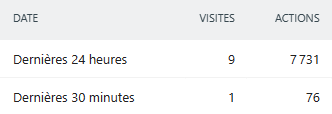 DATE VISITES ACTIONS
Dernières 24 heures 9 7 731
Dernières 30 minutes 1 76